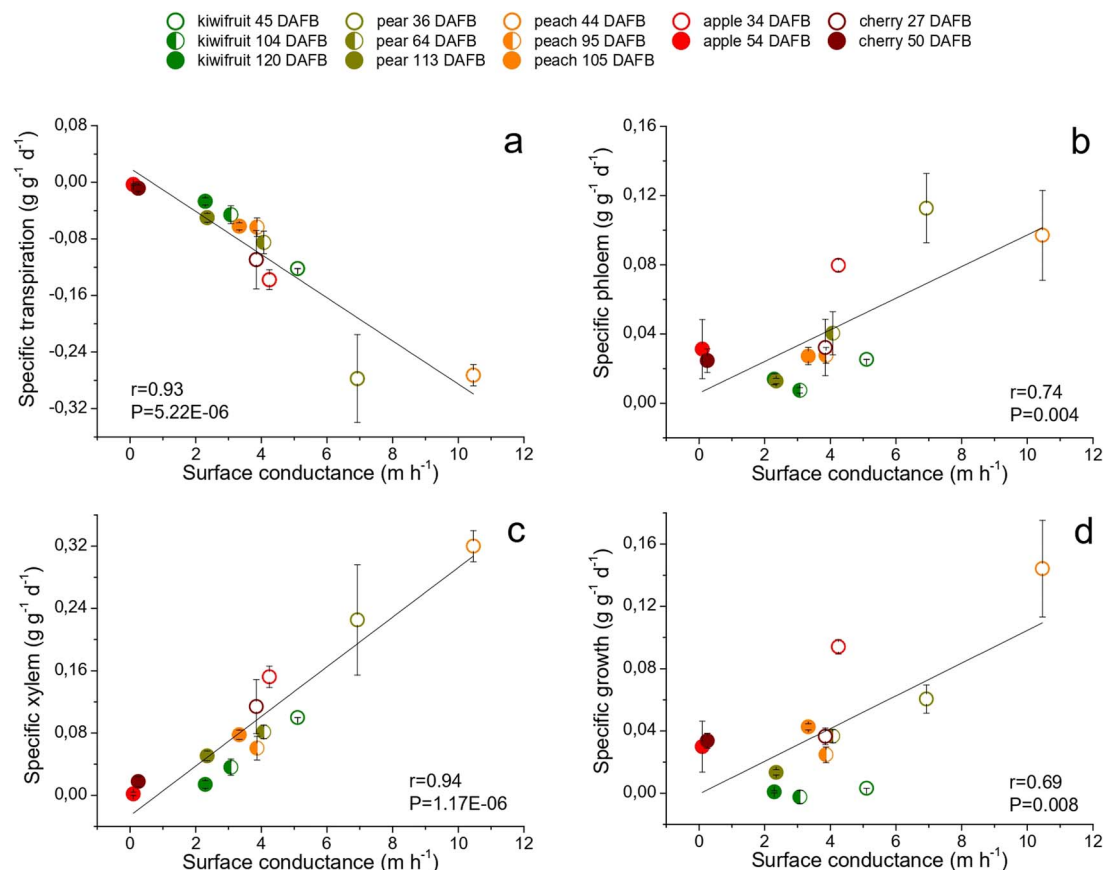 kiwifruit 45 DAFB pear 36 DAFB peach 44 DAFB apple 34 DAFB cherry 27 DAFB
kiwifruit 104 DAFB pear 64 DAFB peach 95 DAFB apple 54 DAFB cherry 50 DAFB
kiwifruit 120 DAFB pear 113 DAFB peach 105 DAFB
a
Specific transpiration (g g⁻¹ d⁻¹)
0,08
0,00
-0,08
-0,16
-0,24
-0,32
r=0.93
P=5.22E-06
0 2 4 6 8 10 12
Surface conductance (m h⁻¹)
b
Specific phloem (g g⁻¹ d⁻¹)
0,16
0,12
0,08
0,04
0,00
r=0.74
P=0.004
0 2 4 6 8 10 12
Surface conductance (m h⁻¹)
c
Specific xylem (g g⁻¹ d⁻¹)
0,32
0,24
0,16
0,08
0,00
r=0.94
P=1.17E-06
0 2 4 6 8 10 12
Surface conductance (m h⁻¹)
d
Specific growth (g g⁻¹ d⁻¹)
0,16
0,12
0,08
0,04
0,00
r=0.69
P=0.008
0 2 4 6 8 10 12
Surface conductance (m h⁻¹)